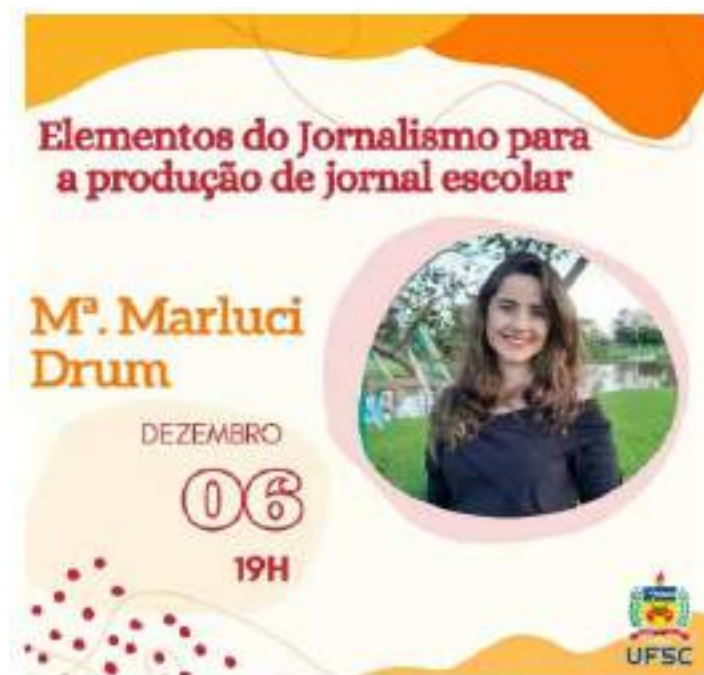 Elementos do Jornalismo para
a produção de jornal escolar
Mª. Marluci
Drum
DEZEMBRO
06
19H
UFSC